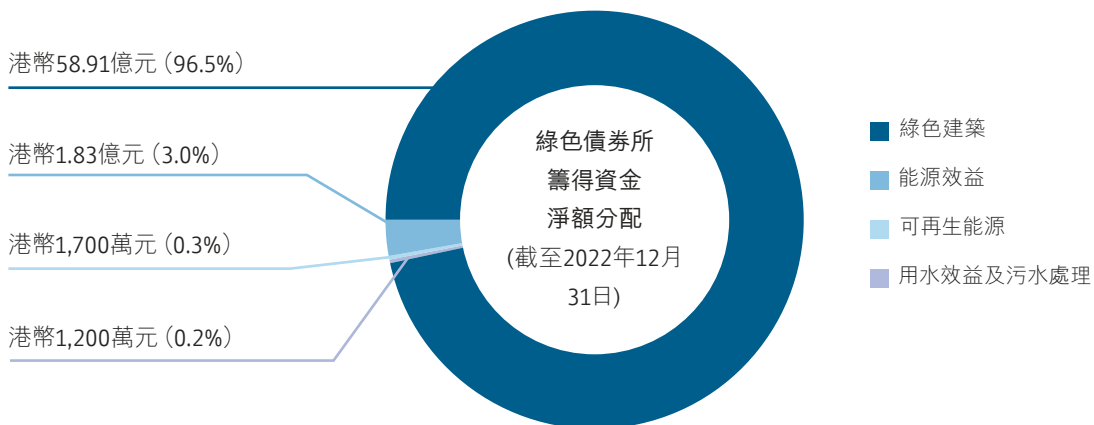 港幣58.91億元（96.5%）
港幣1.83億元（3.0%）
港幣1,700萬元（0.3%）
港幣1,200萬元（0.2%）
綠色債券所
籌得資金
淨額分配
(截至2022年12月
31日)
綠色建築
能源效益
可再生能源
用水效益及污水處理